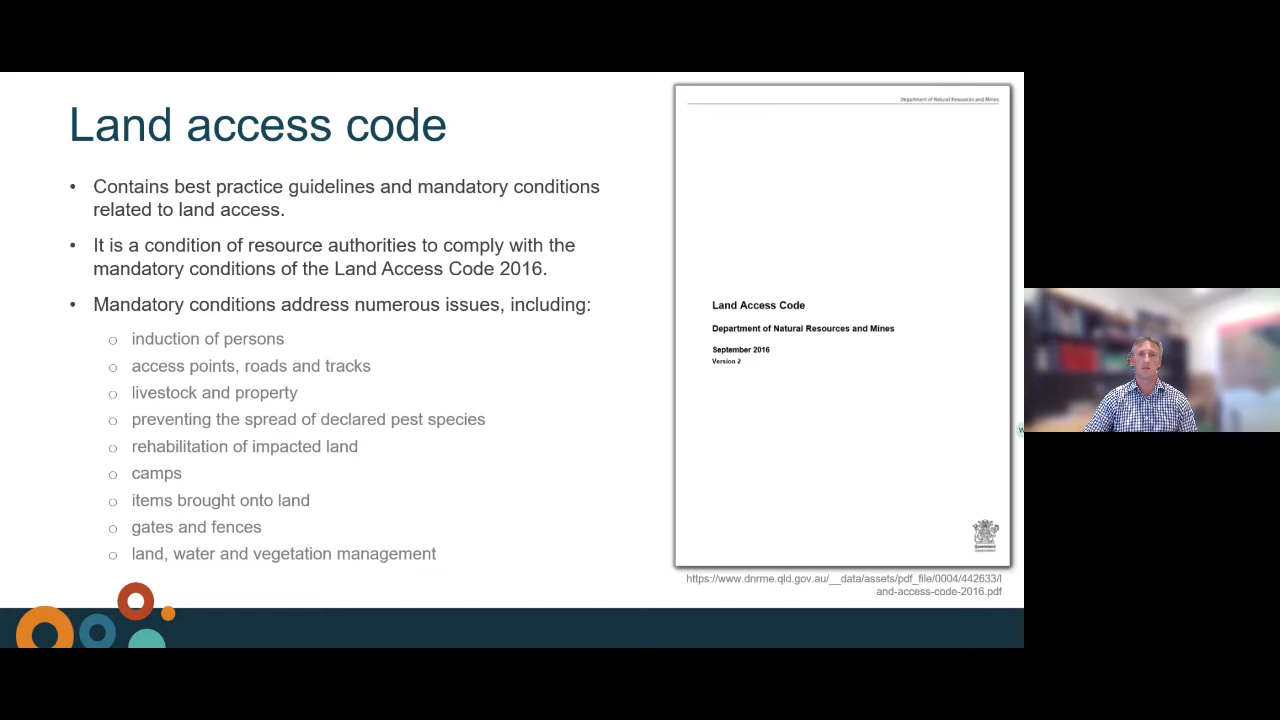 Land access code
• Contains best practice guidelines and mandatory conditions
related to land access.
• It is a condition of resource authorities to comply with the
mandatory conditions of the Land Access Code 2016.
• Mandatory conditions address numerous issues, including:
o induction of persons
o access points, roads and tracks
o livestock and property
o preventing the spread of declared pest species
o rehabilitation of impacted land
o camps
o items brought onto land
o gates and fences
o land, water and vegetation management
Department of Natural Resources and Mines
Land Access Code
Department of Natural Resources and Mines
September 2016
Version 2
Queensland
Government
https://www.dnrme.qld.gov.au/__data/assets/pdf_file/0004/442633/l
and-access-code-2016.pdf